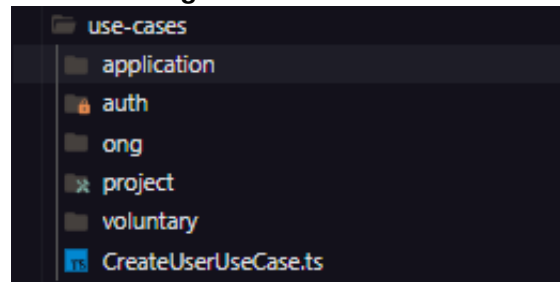 use-cases
application
auth
ong
project
voluntary
TS CreateUserUseCase.ts